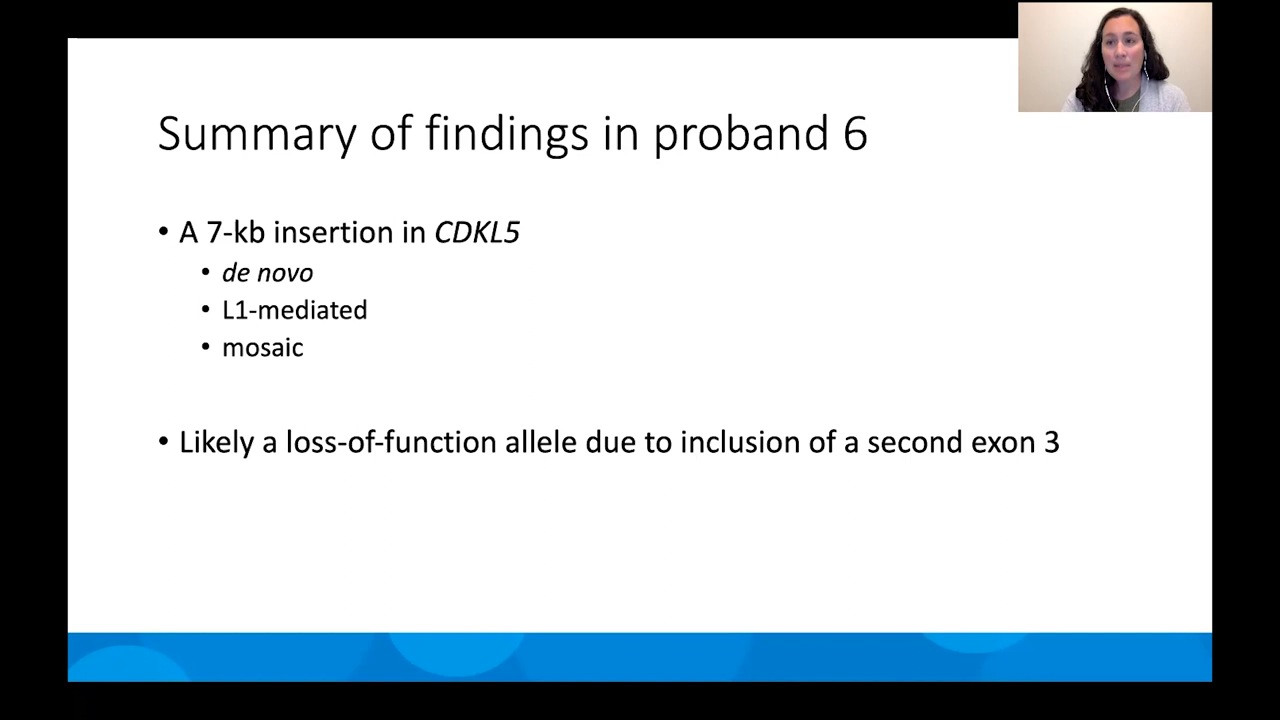 Summary of findings in proband 6
• A 7-kb insertion in CDKL5
• de novo
• L1-mediated
• mosaic
• Likely a loss-of-function allele due to inclusion of a second exon 3